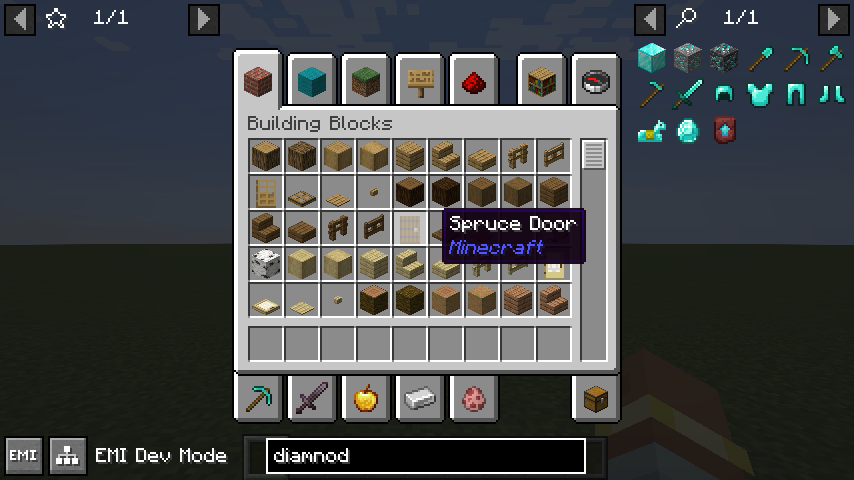 1/1
1/1
Building Blocks
Spruce Door
Minecraft
EMI
EMI Dev Mode
diamnod